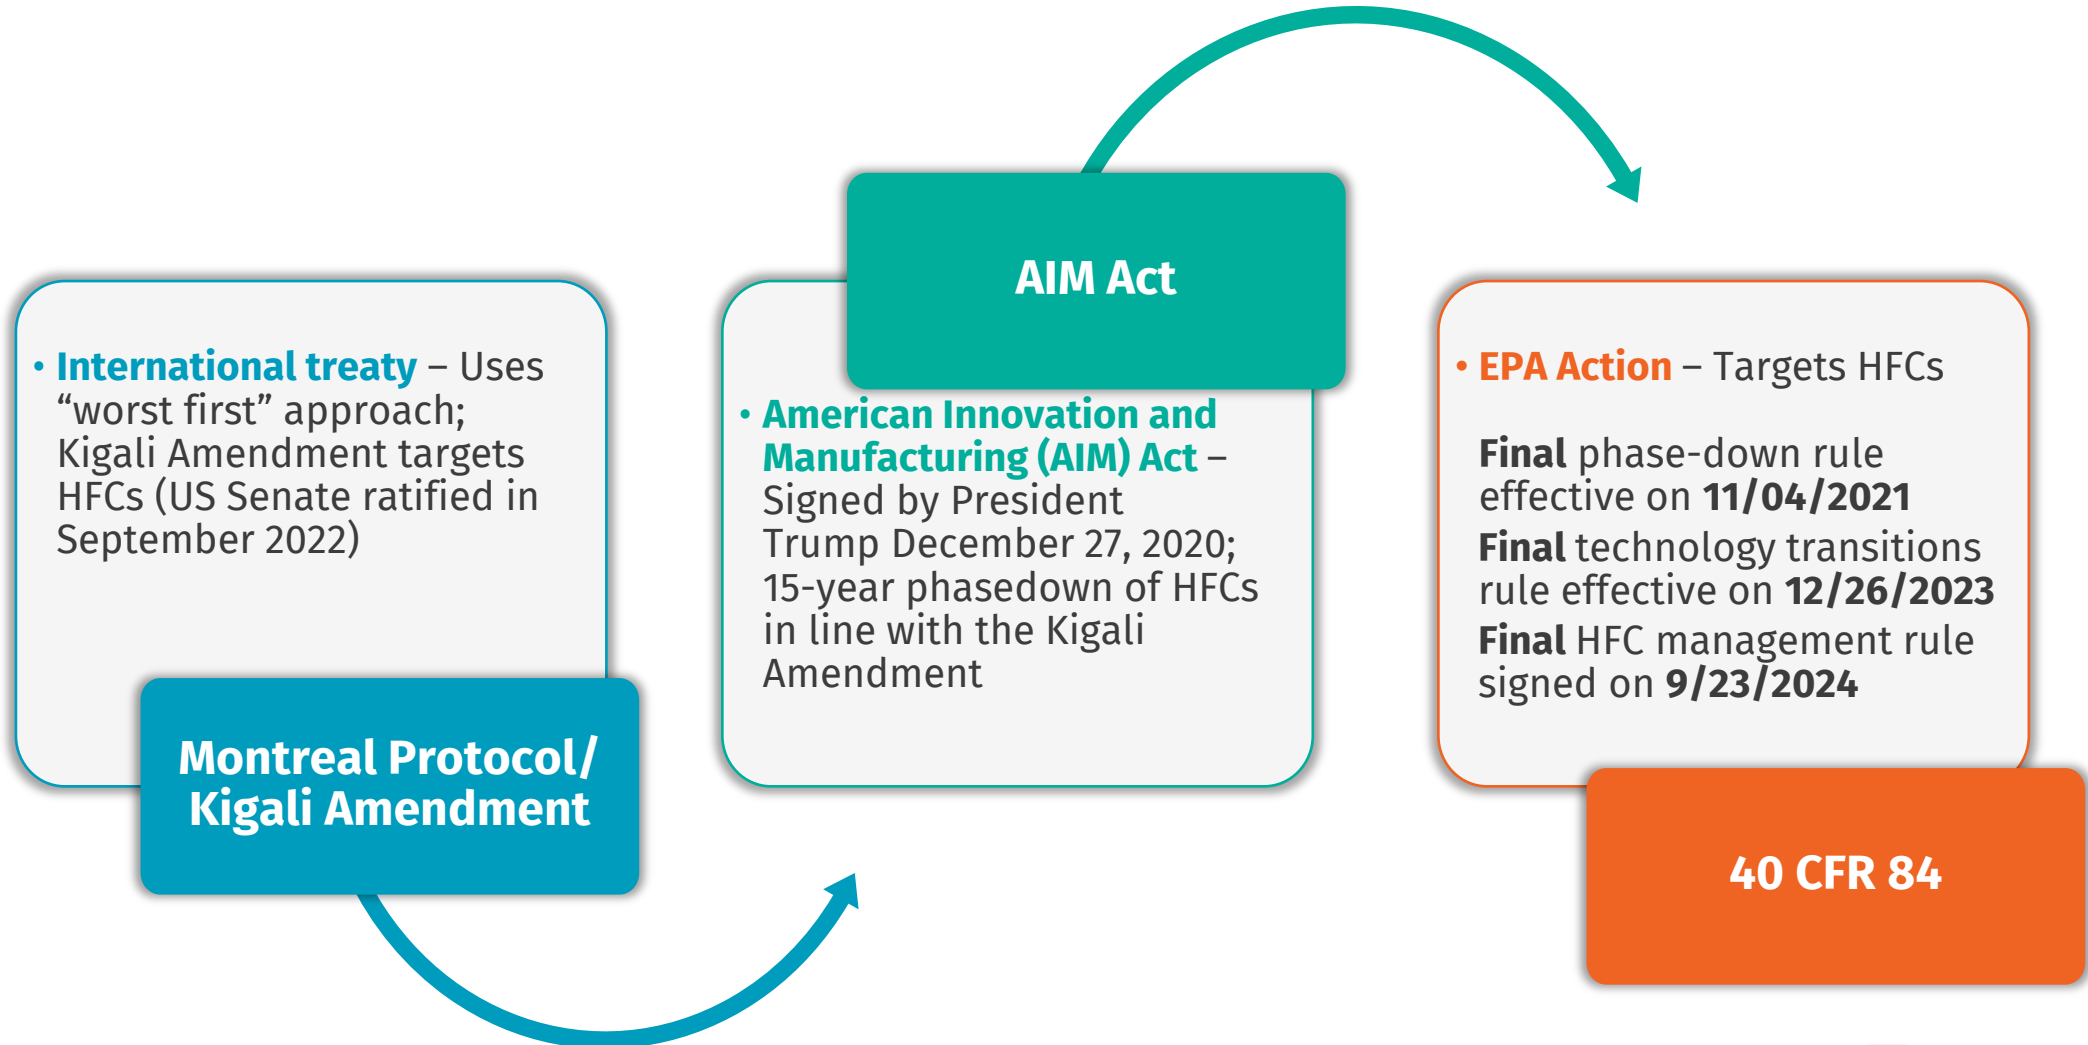 • International treaty – Uses
“worst first” approach;
Kigali Amendment targets
HFCs (US Senate ratified in
September 2022)
Montreal Protocol/
Kigali Amendment
AIM Act
• American Innovation and
Manufacturing (AIM) Act –
Signed by President
Trump December 27, 2020;
15-year phasedown of HFCs
in line with the Kigali
Amendment
• EPA Action – Targets HFCs
Final phase-down rule
effective on 11/04/2021
Final technology transitions
rule effective on 12/26/2023
Final HFC management rule
signed on 9/23/2024
40 CFR 84